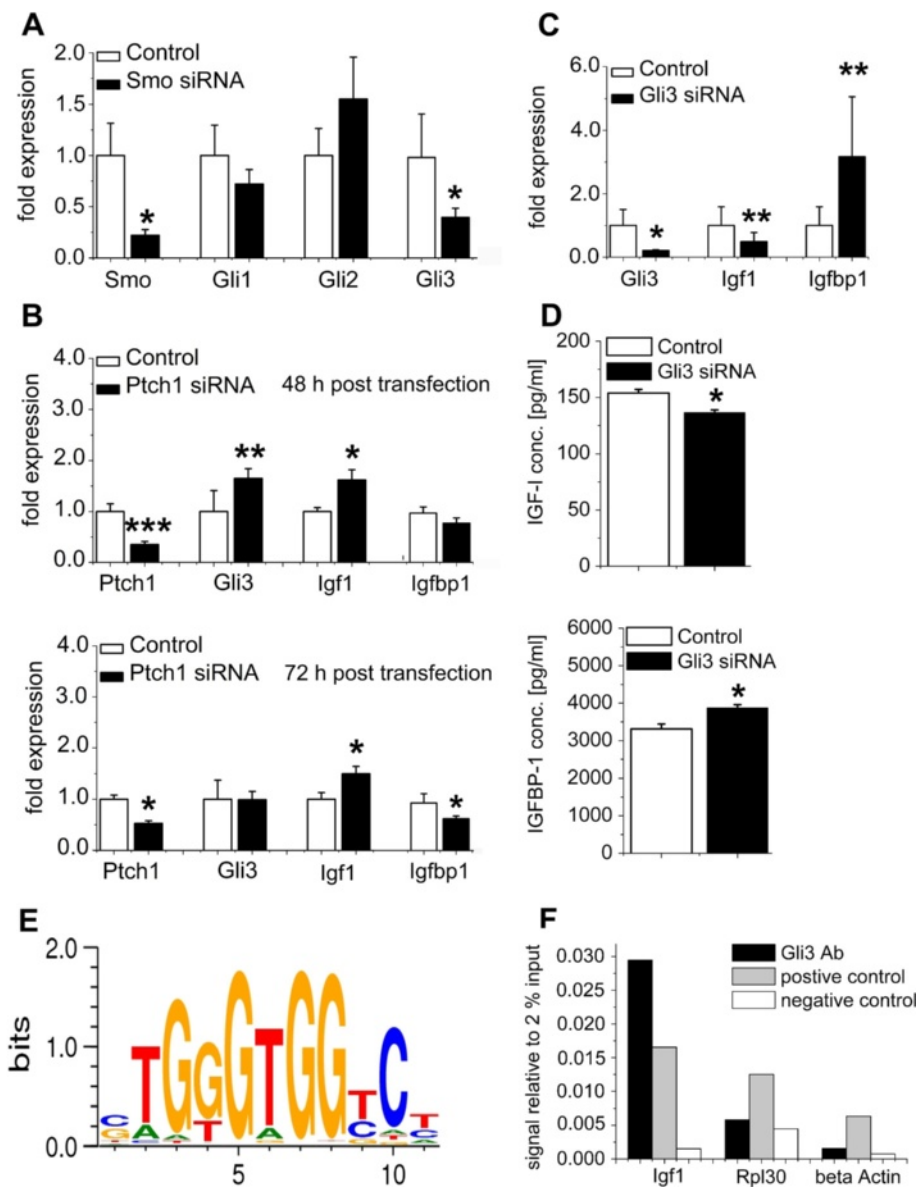 A
Control
Smo siRNA
fold expression
2.0
1.5
1.0
0.5
0.0
*
*
Smo Gli1 Gli2 Gli3
B
Control
Ptch1 siRNA 48 h post transfection
fold expression
4.0
3.0
2.0
1.0
0.0
***
**
*
Ptch1 Gli3 Igf1 Igfbp1
Control
Ptch1 siRNA 72 h post transfection
fold expression
4.0
3.0
2.0
1.0
0.0
*
*
*
Ptch1 Gli3 Igf1 Igfbp1
C
Control
Gli3 siRNA
fold expression
6.0
4.0
2.0
0.0
*
**
**
Gli3 Igf1 Igfbp1
D
Control
Gli3 siRNA
IGF-I conc. [pg/ml]
200
150
100
50
0
*
Control
Gli3 siRNA
IGFBP-1 conc. [pg/ml]
6000
5000
4000
3000
2000
1000
0
*
E
bits
2.0
1.0
0.0
C T G G G T G G T C T
G A A T A C A C
5 10
F
Gli3 Ab
postive control
negative control
signal relative to 2 % input
0.030
0.025
0.020
0.015
0.010
0.005
0.000
Igf1 Rpl30 beta Actin